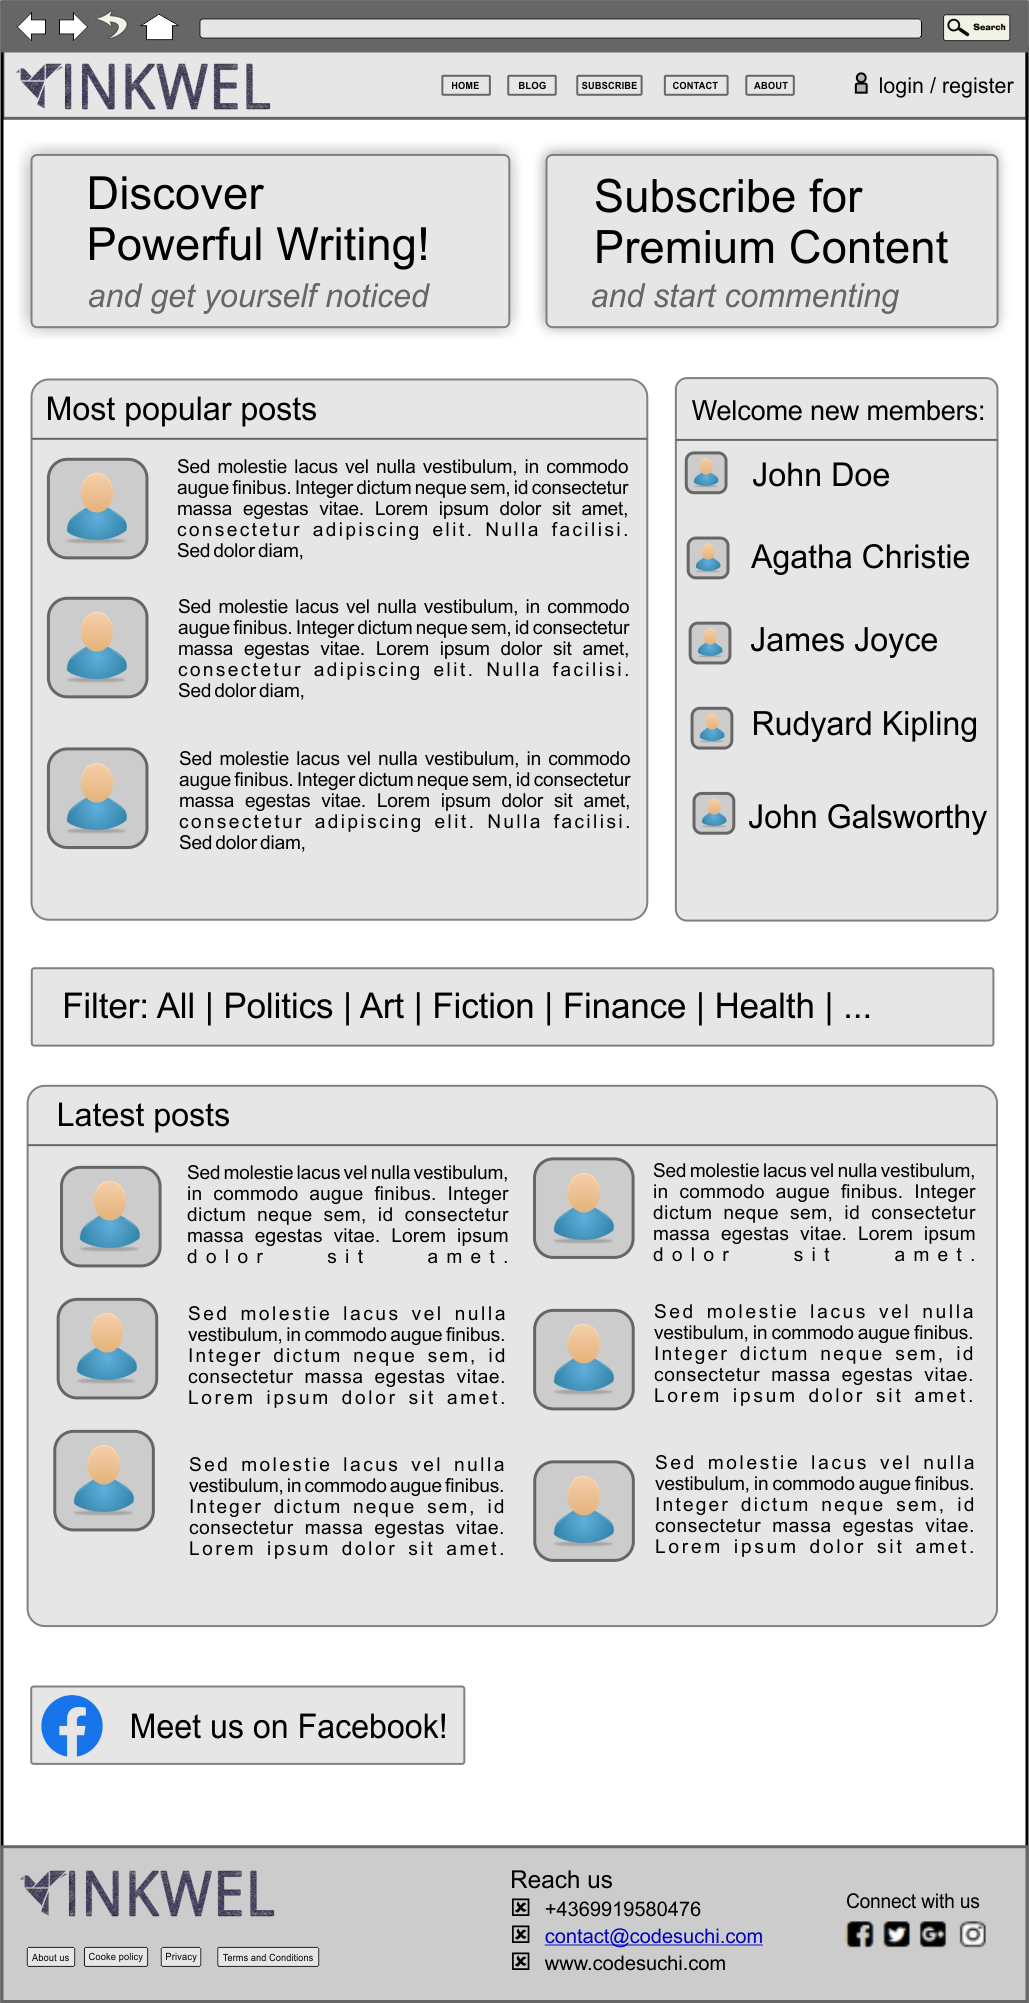 Search
INKWEL
HOME BLOG SUBSCRIBE CONTACT ABOUT login / register
Discover
Powerful Writing!
and get yourself noticed
Subscribe for
Premium Content
and start commenting
Most popular posts
Sed molestie lacus vel nulla vestibulum, in commodo
augue finibus. Integer dictum neque sem, id consectetur
massa egestas vitae. Lorem ipsum dolor sit amet,
consectetur adipiscing elit. Nulla facilisi.
Sed dolor diam,
Sed molestie lacus vel nulla vestibulum, in commodo
augue finibus. Integer dictum neque sem, id consectetur
massa egestas vitae. Lorem ipsum dolor sit amet,
consectetur adipiscing elit. Nulla facilisi.
Sed dolor diam,
Sed molestie lacus vel nulla vestibulum, in commodo
augue finibus. Integer dictum neque sem, id consectetur
massa egestas vitae. Lorem ipsum dolor sit amet,
consectetur adipiscing elit. Nulla facilisi.
Sed dolor diam,
Welcome new members:
John Doe
Agatha Christie
James Joyce
Rudyard Kipling
John Galsworthy
Filter: All | Politics | Art | Fiction | Finance | Health | ...
Latest posts
Sed molestie lacus vel nulla vestibulum,
in commodo augue finibus. Integer
dictum neque sem, id consectetur
massa egestas vitae. Lorem ipsum
dolor sit amet.
Sed molestie lacus vel nulla vestibulum,
in commodo augue finibus. Integer
dictum neque sem, id consectetur
massa egestas vitae. Lorem ipsum
dolor sit amet.
Sed molestie lacus vel nulla
vestibulum, in commodo augue finibus.
Integer dictum neque sem, id
consectetur massa egestas vitae.
Lorem ipsum dolor sit amet.
Sed molestie lacus vel nulla
vestibulum, in commodo augue finibus.
Integer dictum neque sem, id
consectetur massa egestas vitae.
Lorem ipsum dolor sit amet.
Sed molestie lacus vel nulla
vestibulum, in commodo augue finibus.
Integer dictum neque sem, id
consectetur massa egestas vitae.
Lorem ipsum dolor sit amet.
Sed molestie lacus vel nulla
vestibulum, in commodo augue finibus.
Integer dictum neque sem, id
consectetur massa egestas vitae.
Lorem ipsum dolor sit amet.
Meet us on Facebook!
INKWEL
About us Cooke policy Privacy Terms and Conditions
Reach us
+4369919580476
contact@codesuchi.com
www.codesuchi.com
Connect with us